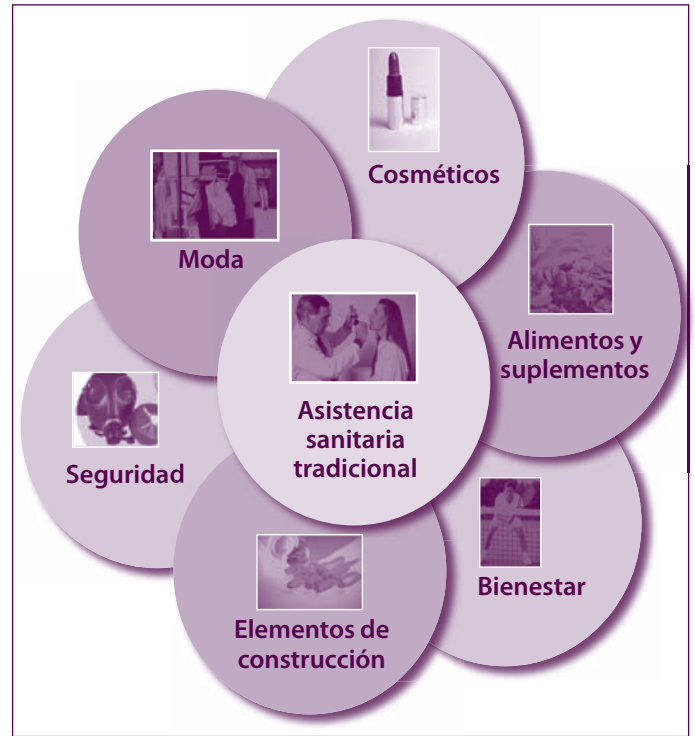 Cosméticos
Moda
Alimentos y
suplementos
Asistencia
sanitaria
tradicional
Seguridad
Bienestar
Elementos de
construcción